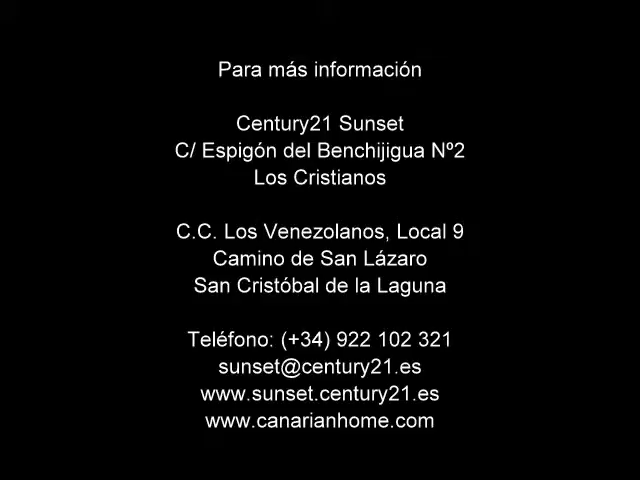 Para más información
Century21 Sunset
C/ Espigón del Benchijigua Nº2
Los Cristianos
C.C. Los Venezolanos, Local 9
Camino de San Lázaro
San Cristóbal de la Laguna
Teléfono: (+34) 922 102 321
sunset@century21.es
www.sunset.century21.es
www.canarianhome.com